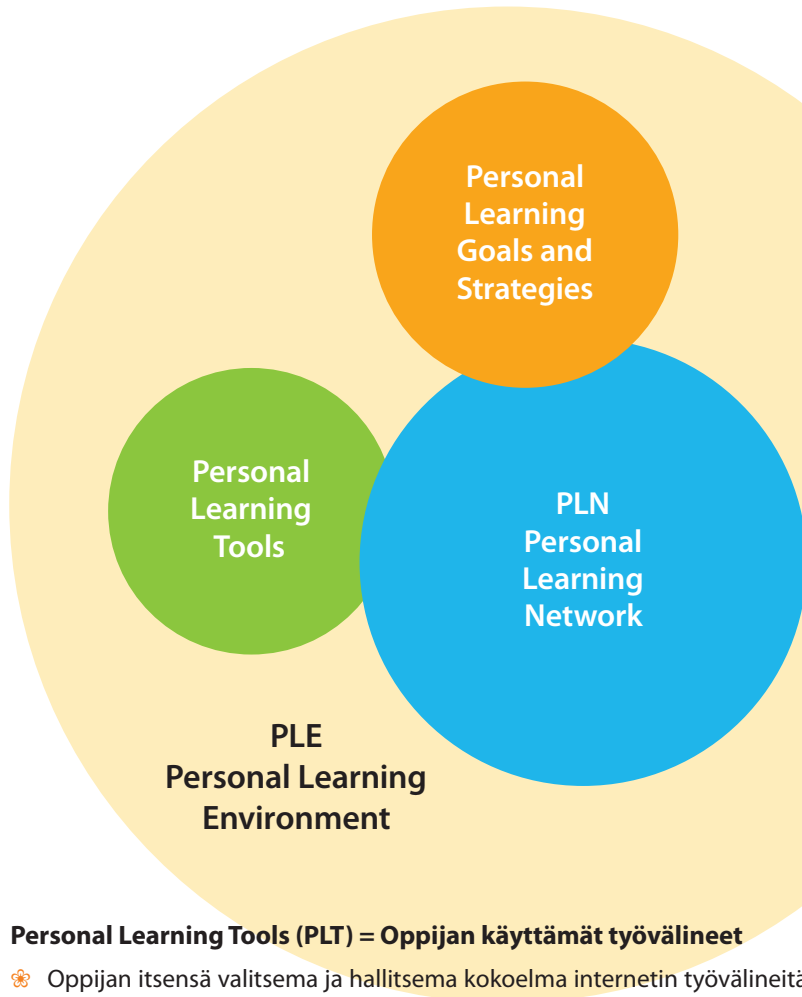 Personal
Learning
Goals and
Strategies
Personal
Learning
Tools
PLN
Personal
Learning
Network
PLE
Personal Learning
Environment
Personal Learning Tools (PLT) = Oppijan käyttämät työvälineet
Oppijan itsensä valitsema ja hallitsema kokoelma internetin työvälineitä